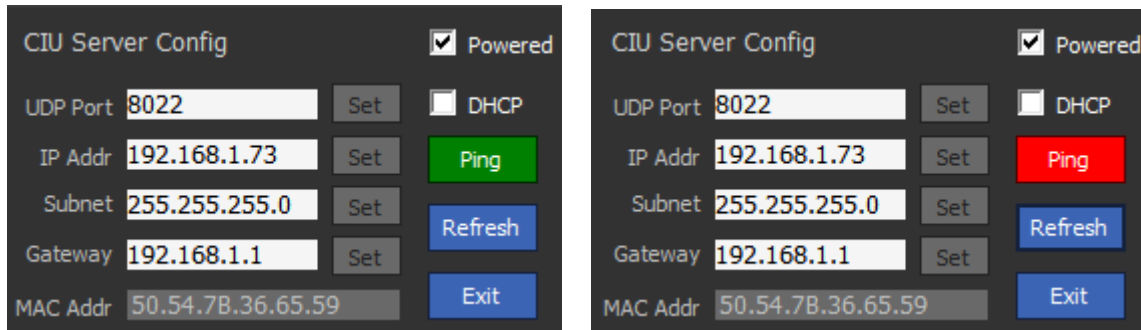 CIU Server Config Powered
UDP Port 8022 Set DHCP
IP Addr 192.168.1.73 Set Ping
Subnet 255.255.255.0 Set
Refresh
Gateway 192.168.1.1 Set
MAC Addr 50.54.7B.36.65.59 Exit
CIU Server Config Powered
UDP Port 8022 Set DHCP
IP Addr 192.168.1.73 Set Ping
Subnet 255.255.255.0 Set
Refresh
Gateway 192.168.1.1 Set
MAC Addr 50.54.7B.36.65.59 Exit